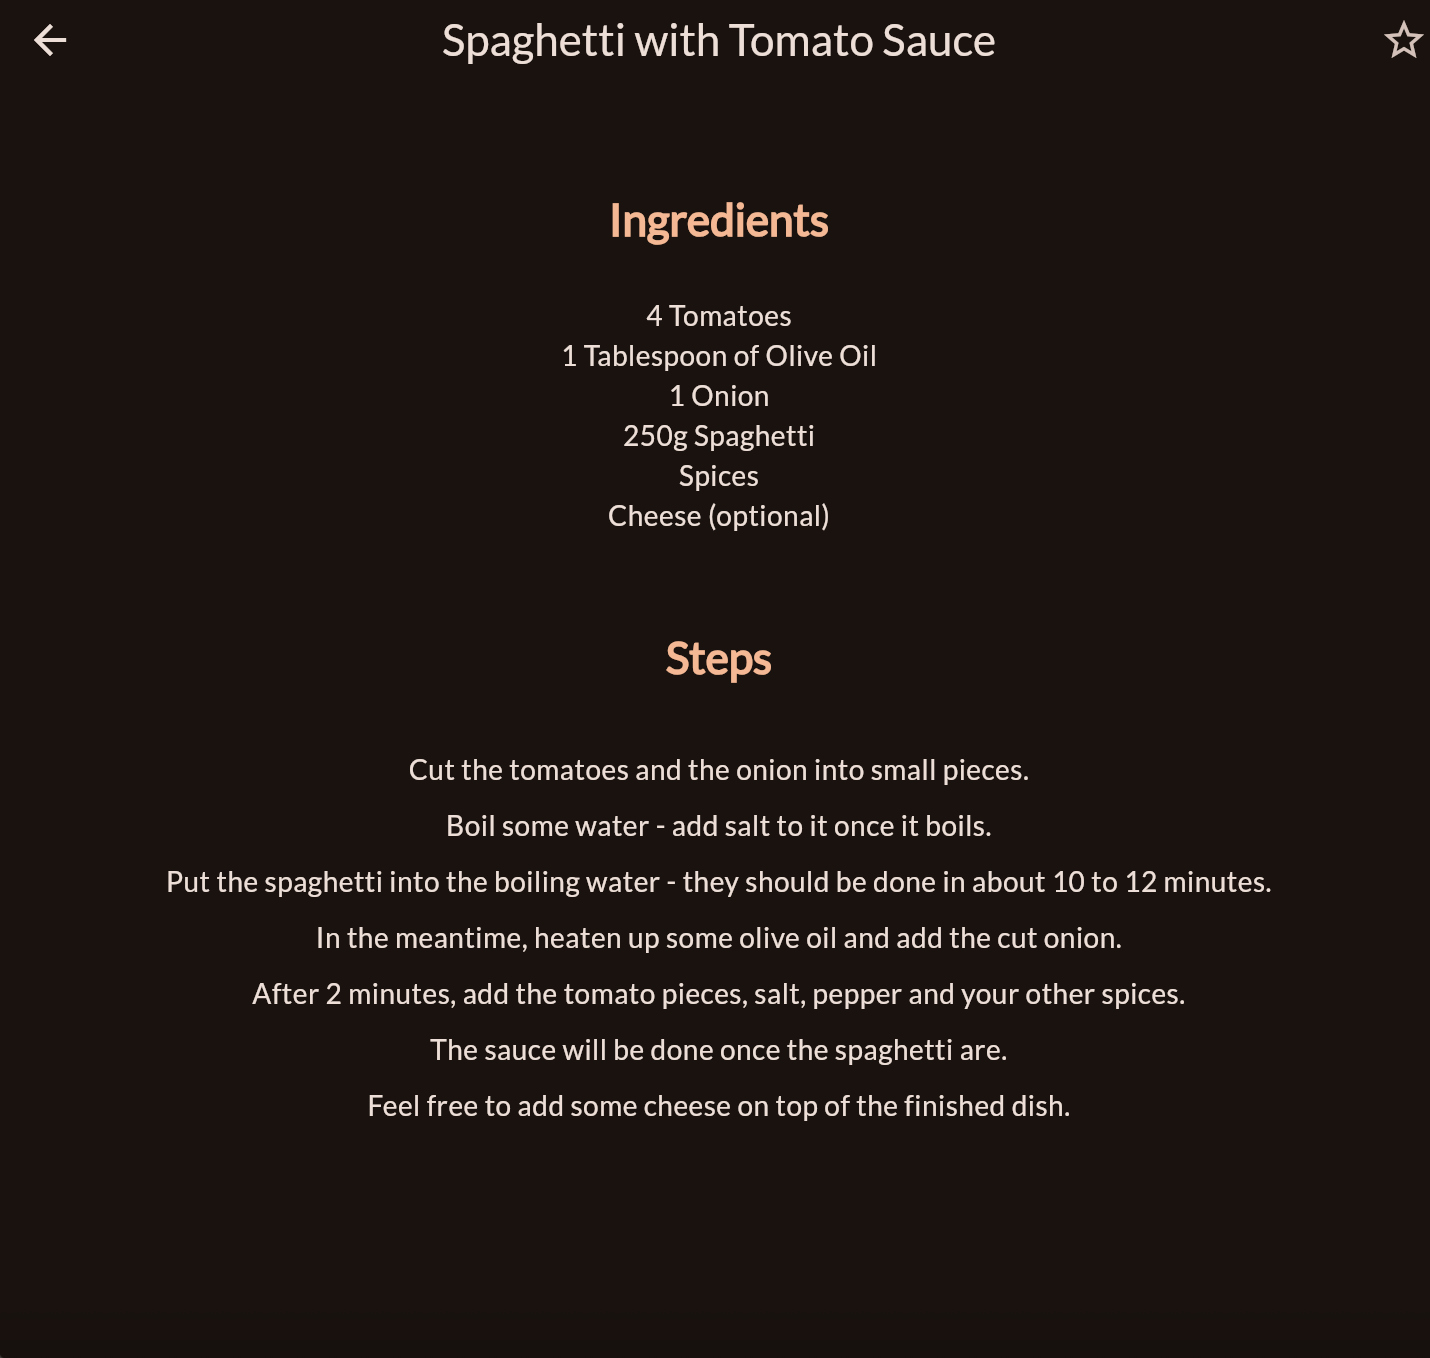 Spaghetti with Tomato Sauce
Ingredients
4 Tomatoes
1 Tablespoon of Olive Oil
1 Onion
250g Spaghetti
Spices
Cheese (optional)
Steps
Cut the tomatoes and the onion into small pieces.
Boil some water - add salt to it once it boils.
Put the spaghetti into the boiling water - they should be done in about 10 to 12 minutes.
In the meantime, heaten up some olive oil and add the cut onion.
After 2 minutes, add the tomato pieces, salt, pepper and your other spices.
The sauce will be done once the spaghetti are.
Feel free to add some cheese on top of the finished dish.